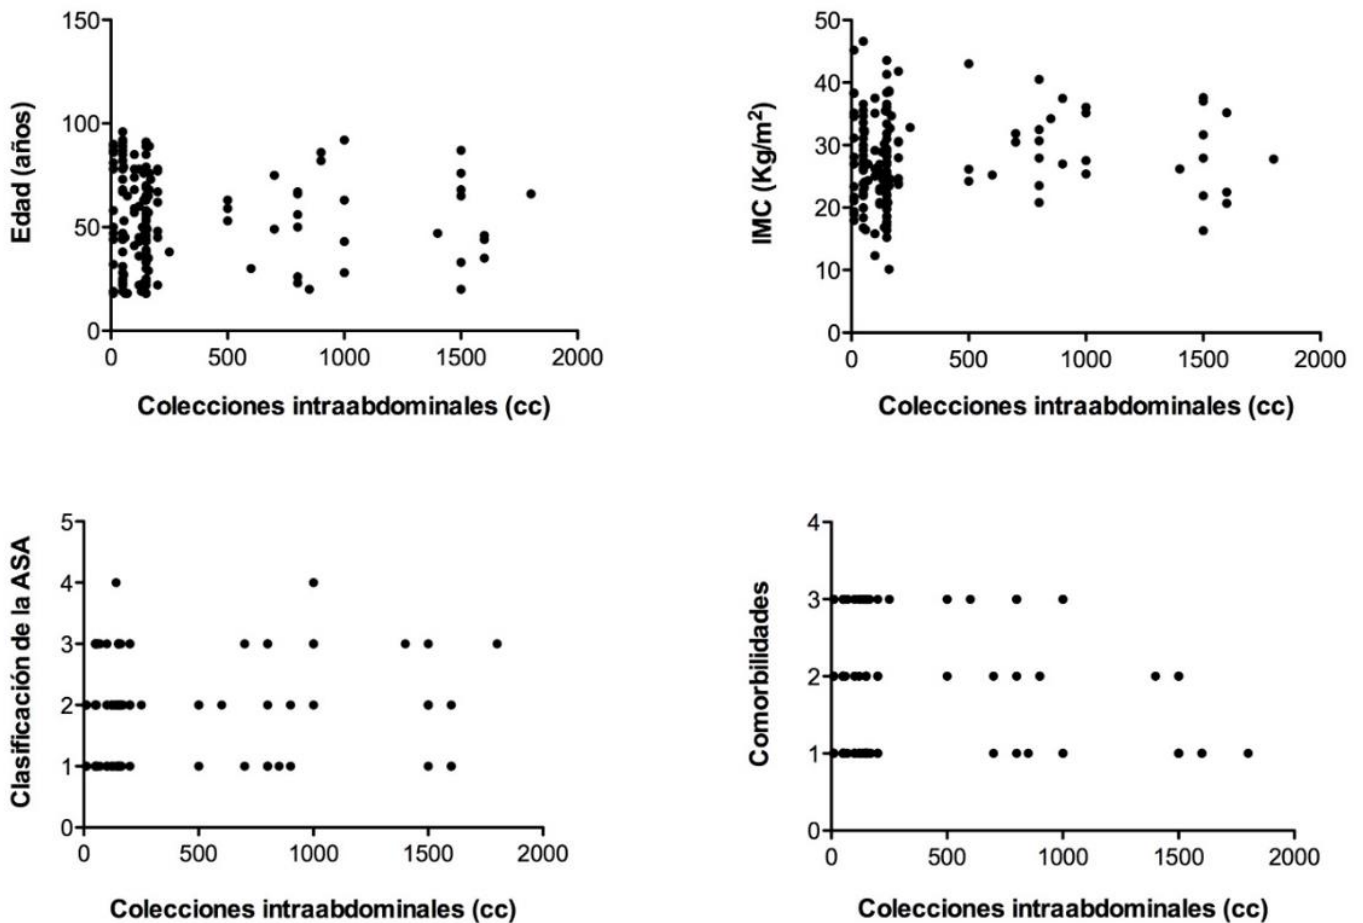 Edad (años)
150
100
50
0
0 500 1000 1500 2000
Colecciones intraabdominales (cc)
IMC (Kg/m²)
50
40
30
20
10
0
0 500 1000 1500 2000
Colecciones intraabdominales (cc)
Clasificación de la ASA
5
4
3
2
1
0
0 500 1000 1500 2000
Colecciones intraabdominales (cc)
Comorbilidades
4
3
2
1
0
0 500 1000 1500 2000
Colecciones intraabdominales (cc)